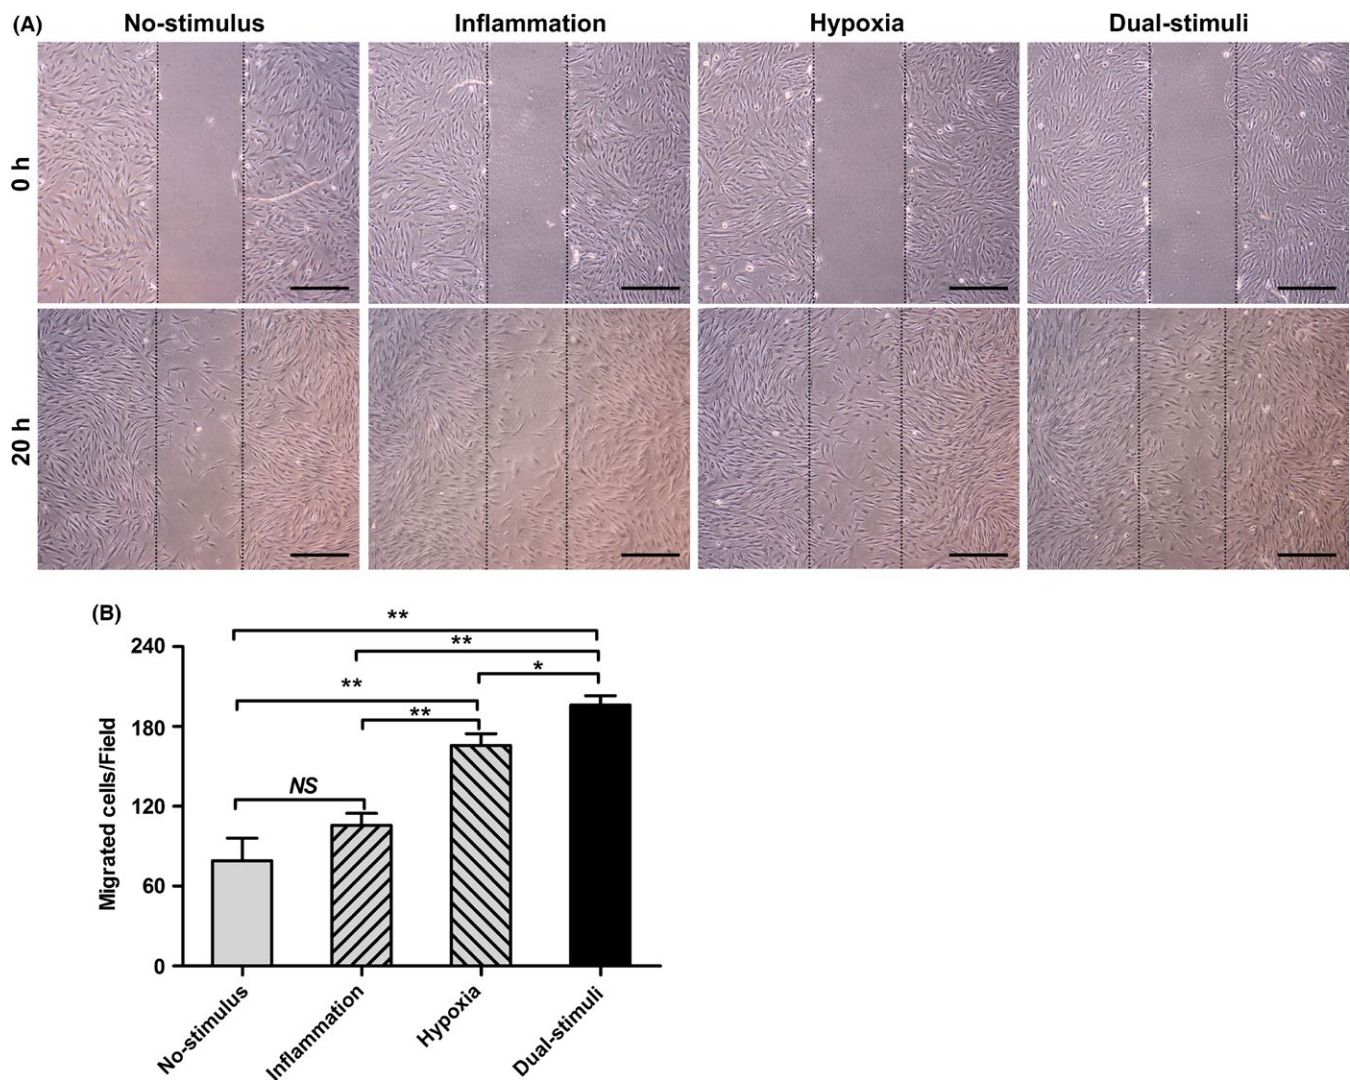 (A)
No-stimulus Inflammation Hypoxia Dual-stimuli
0 h
20 h
(B)
**
**
*
**
**
NS
Migrated cells/Field
240
180
120
60
0
No-stimulus
Inflammation
Hypoxia
Dual-stimuli